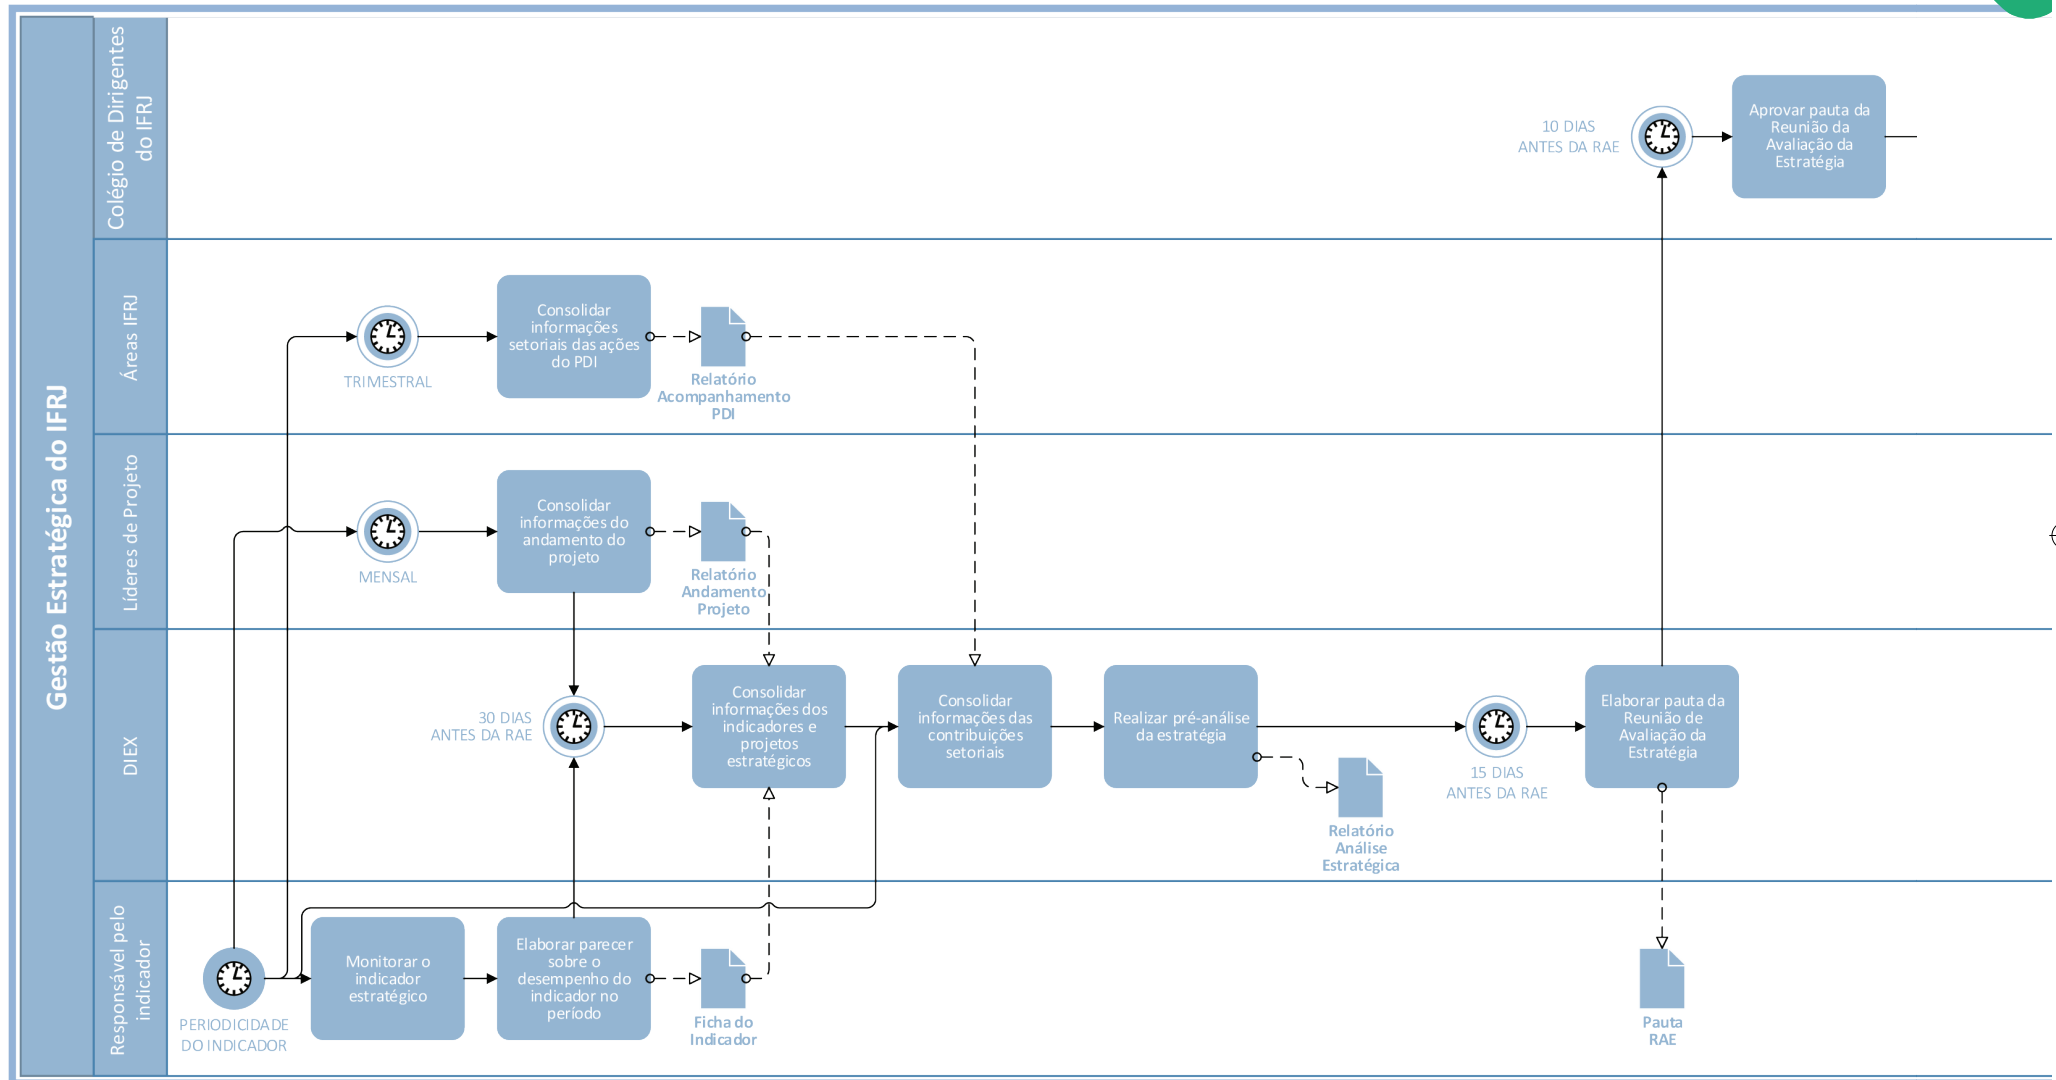 Gestão Estratégica do IFRJ
Colégio de Dirigentes
do IFRJ
10 DIAS
ANTES DA RAE
Aprovar pauta da
Reunião da
Avaliação da
Estratégia
Áreas IFRJ
TRIMESTRAL
Consolidar
informações
setoriais das ações
do PDI
Relatório
Acompanhamento
PDI
Líderes de Projeto
MENSAL
Consolidar
informações do
andamento do
projeto
Relatório
Andamento
Projeto
DIEX
30 DIAS
ANTES DA RAE
Consolidar
informações dos
indicadores e
projetos
estratégicos
Consolidar
informações das
contribuições
setoriais
Realizar pré-análise
da estratégia
Relatório
Análise
Estratégica
15 DIAS
ANTES DA RAE
Elaborar pauta da
Reunião de
Avaliação da
Estratégia
Responsável pelo
indicador
PERIODICIDADE
DO INDICADOR
Monitorar o
indicador
estratégico
Elaborar parecer
sobre o
desempenho do
indicador no
período
Ficha do
Indicador
Pauta
RAE